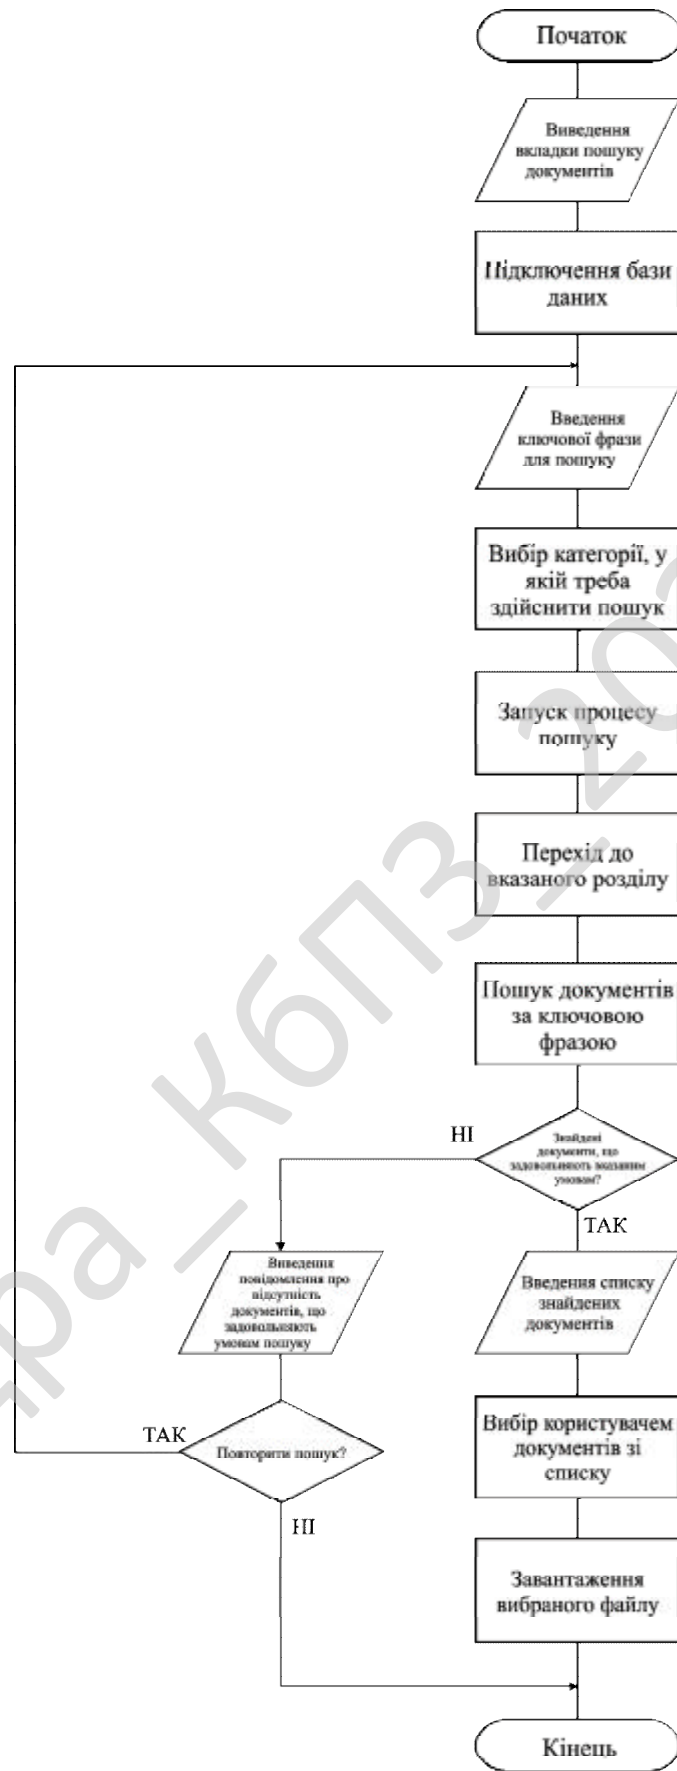 Початок
Виведення
вкладки пошуку
документів
Підключення бази
даних
Введення
ключової фрази
для пошуку
Вибір категорії, у
якій треба
здійснити пошук
Запуск процесу
пошуку
Перехід до
вказаного розділу
Пошук документів
за ключовою
фразою
НІ
Знайдені
документи, що
задовольняють вказаним
умовам?
ТАК
Виведення
повідомлення про
відсутність
документів, що
задовольняють
умовам пошуку
Введення списку
знайдених
документів
ТАК
Повторити пошук?
НІ
Вибір користувачем
документів зі
списку
Завантаження
вибраного файлу
Кінець